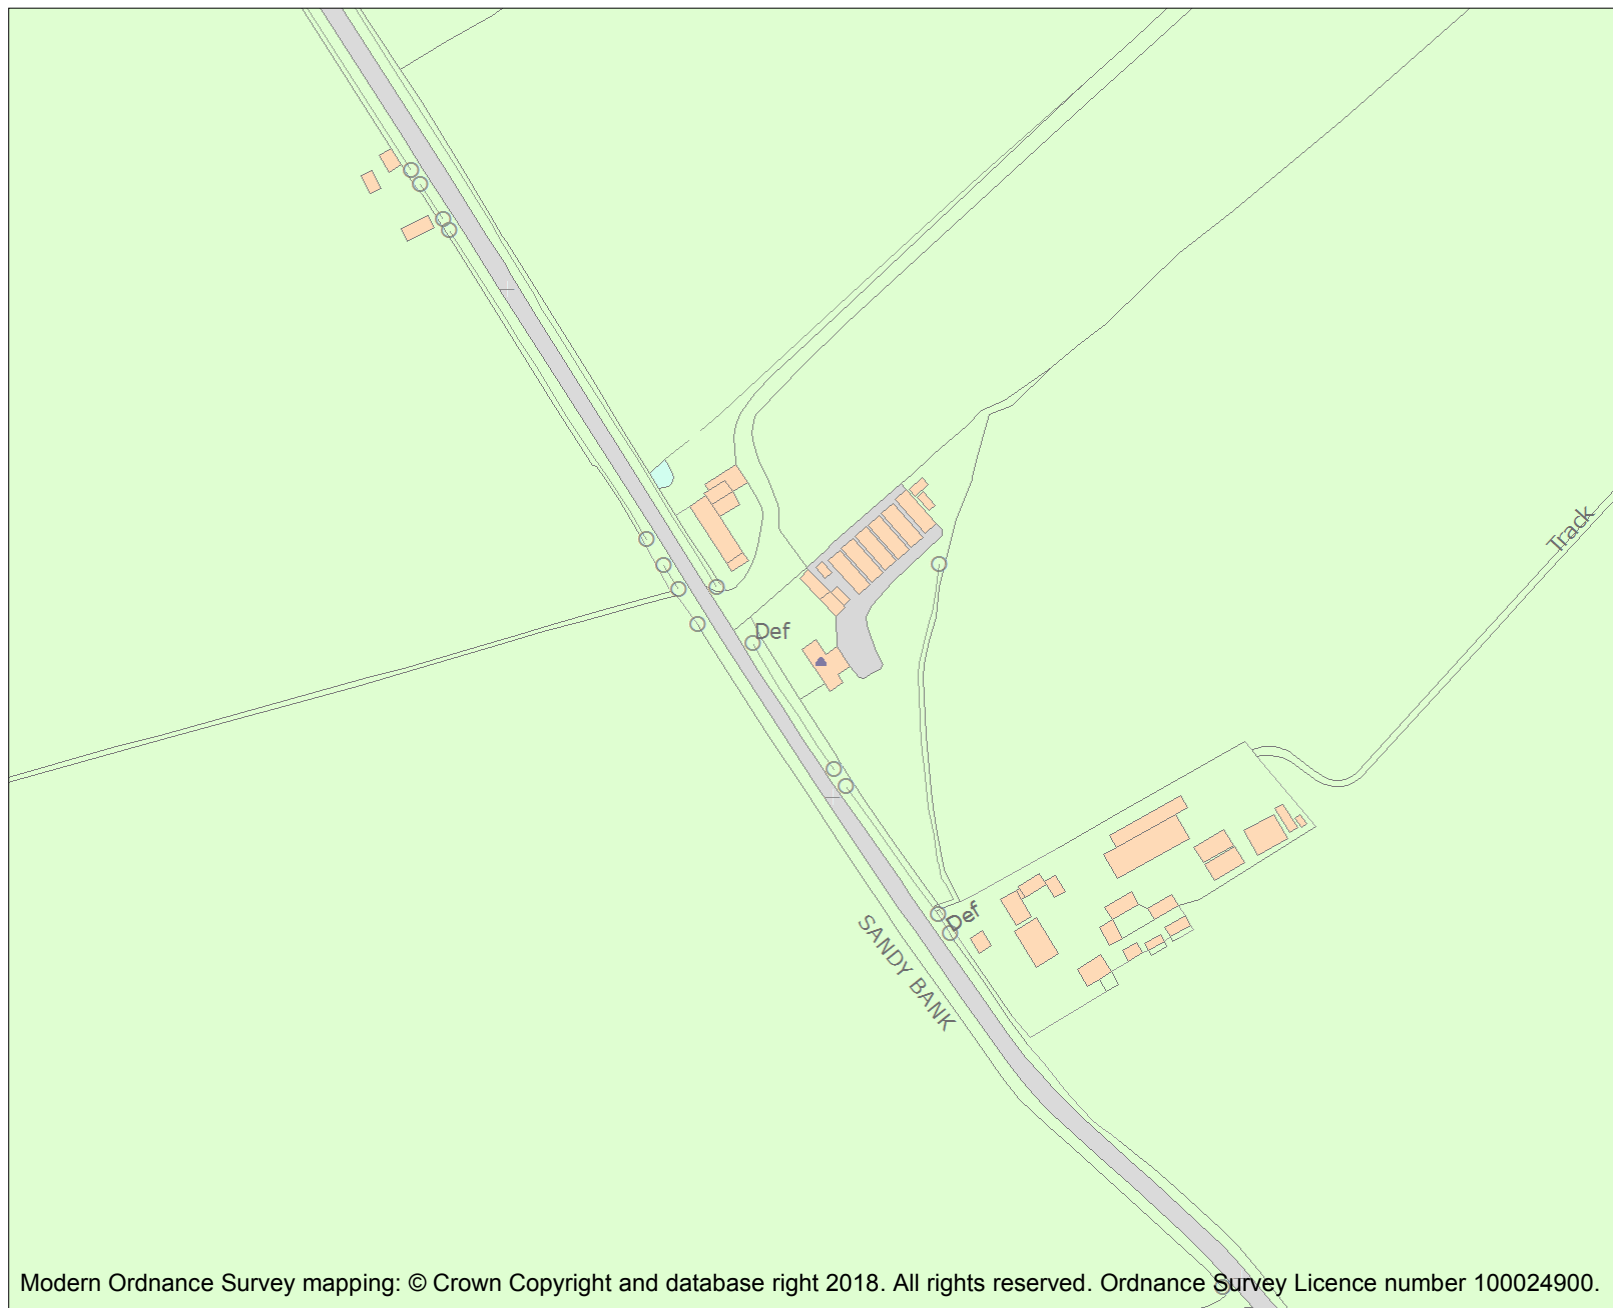 Track
Def
Def
SANDY BANK
Modern Ordnance Survey mapping: © Crown Copyright and database right 2018. All rights reserved. Ordnance Survey Licence number 100024900.